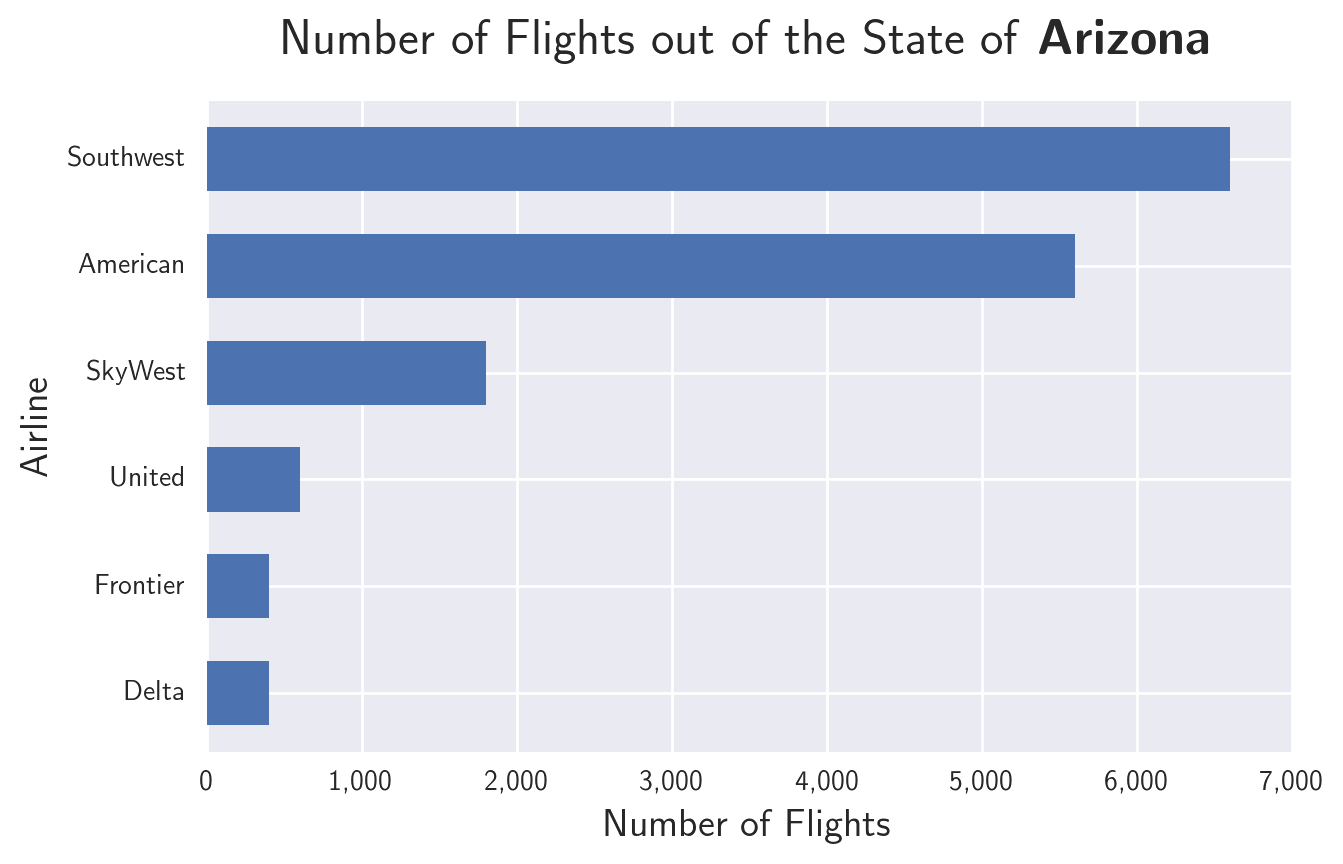 Number of Flights out of the State of Arizona
Southwest
American
SkyWest
United
Frontier
Delta
Airline
0 1,000 2,000 3,000 4,000 5,000 6,000 7,000
Number of Flights